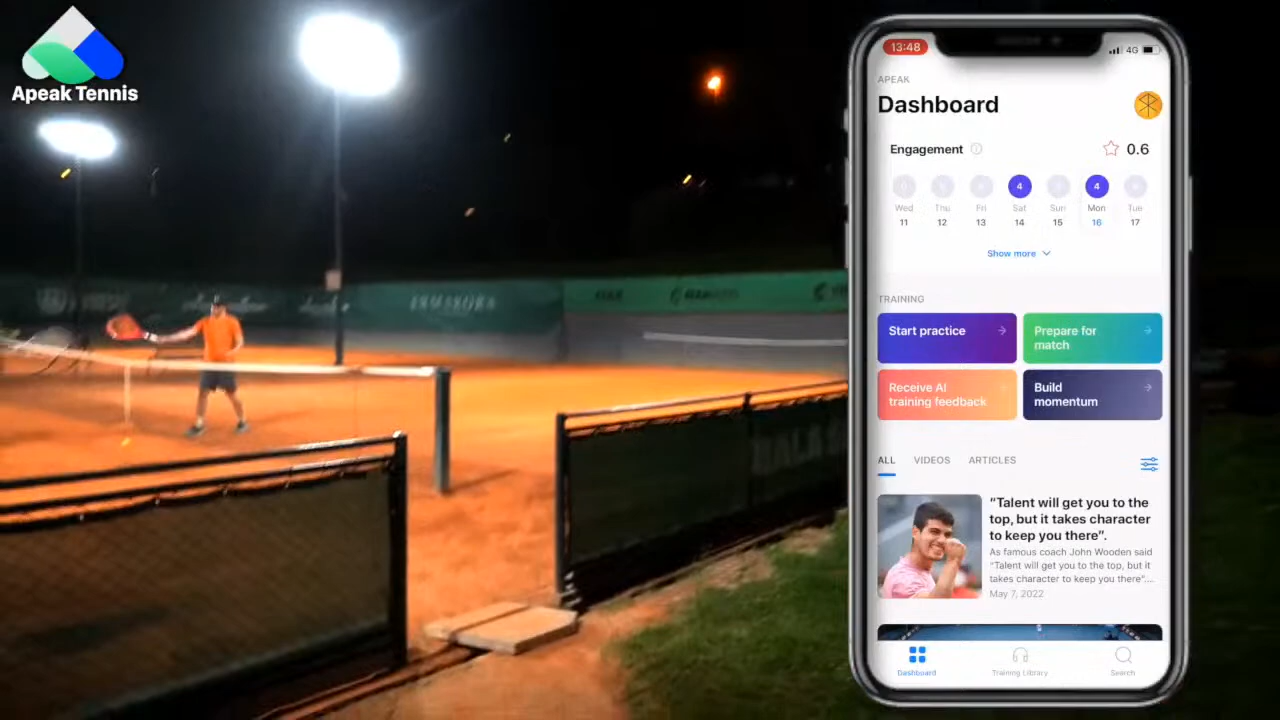 Apeak Tennis
13:48
4G
APEAK
Dashboard
Engagement
0.6
4
4
Wed
Thu
Fri
Sat
Sun
Mon
Tue
11
12
13
14
15
16
17
Show more
TRAINING
Start practice
Prepare for
match
Receive AI
training feedback
Build
momentum
ALL
VIDEOS
ARTICLES
“Talent will get you to the
top, but it takes character
to keep you there”.
As famous coach John Wooden said
“Talent will get you to the top, but it
takes character to keep you there”....
May 7, 2022
Dashboard
Training Library
Search